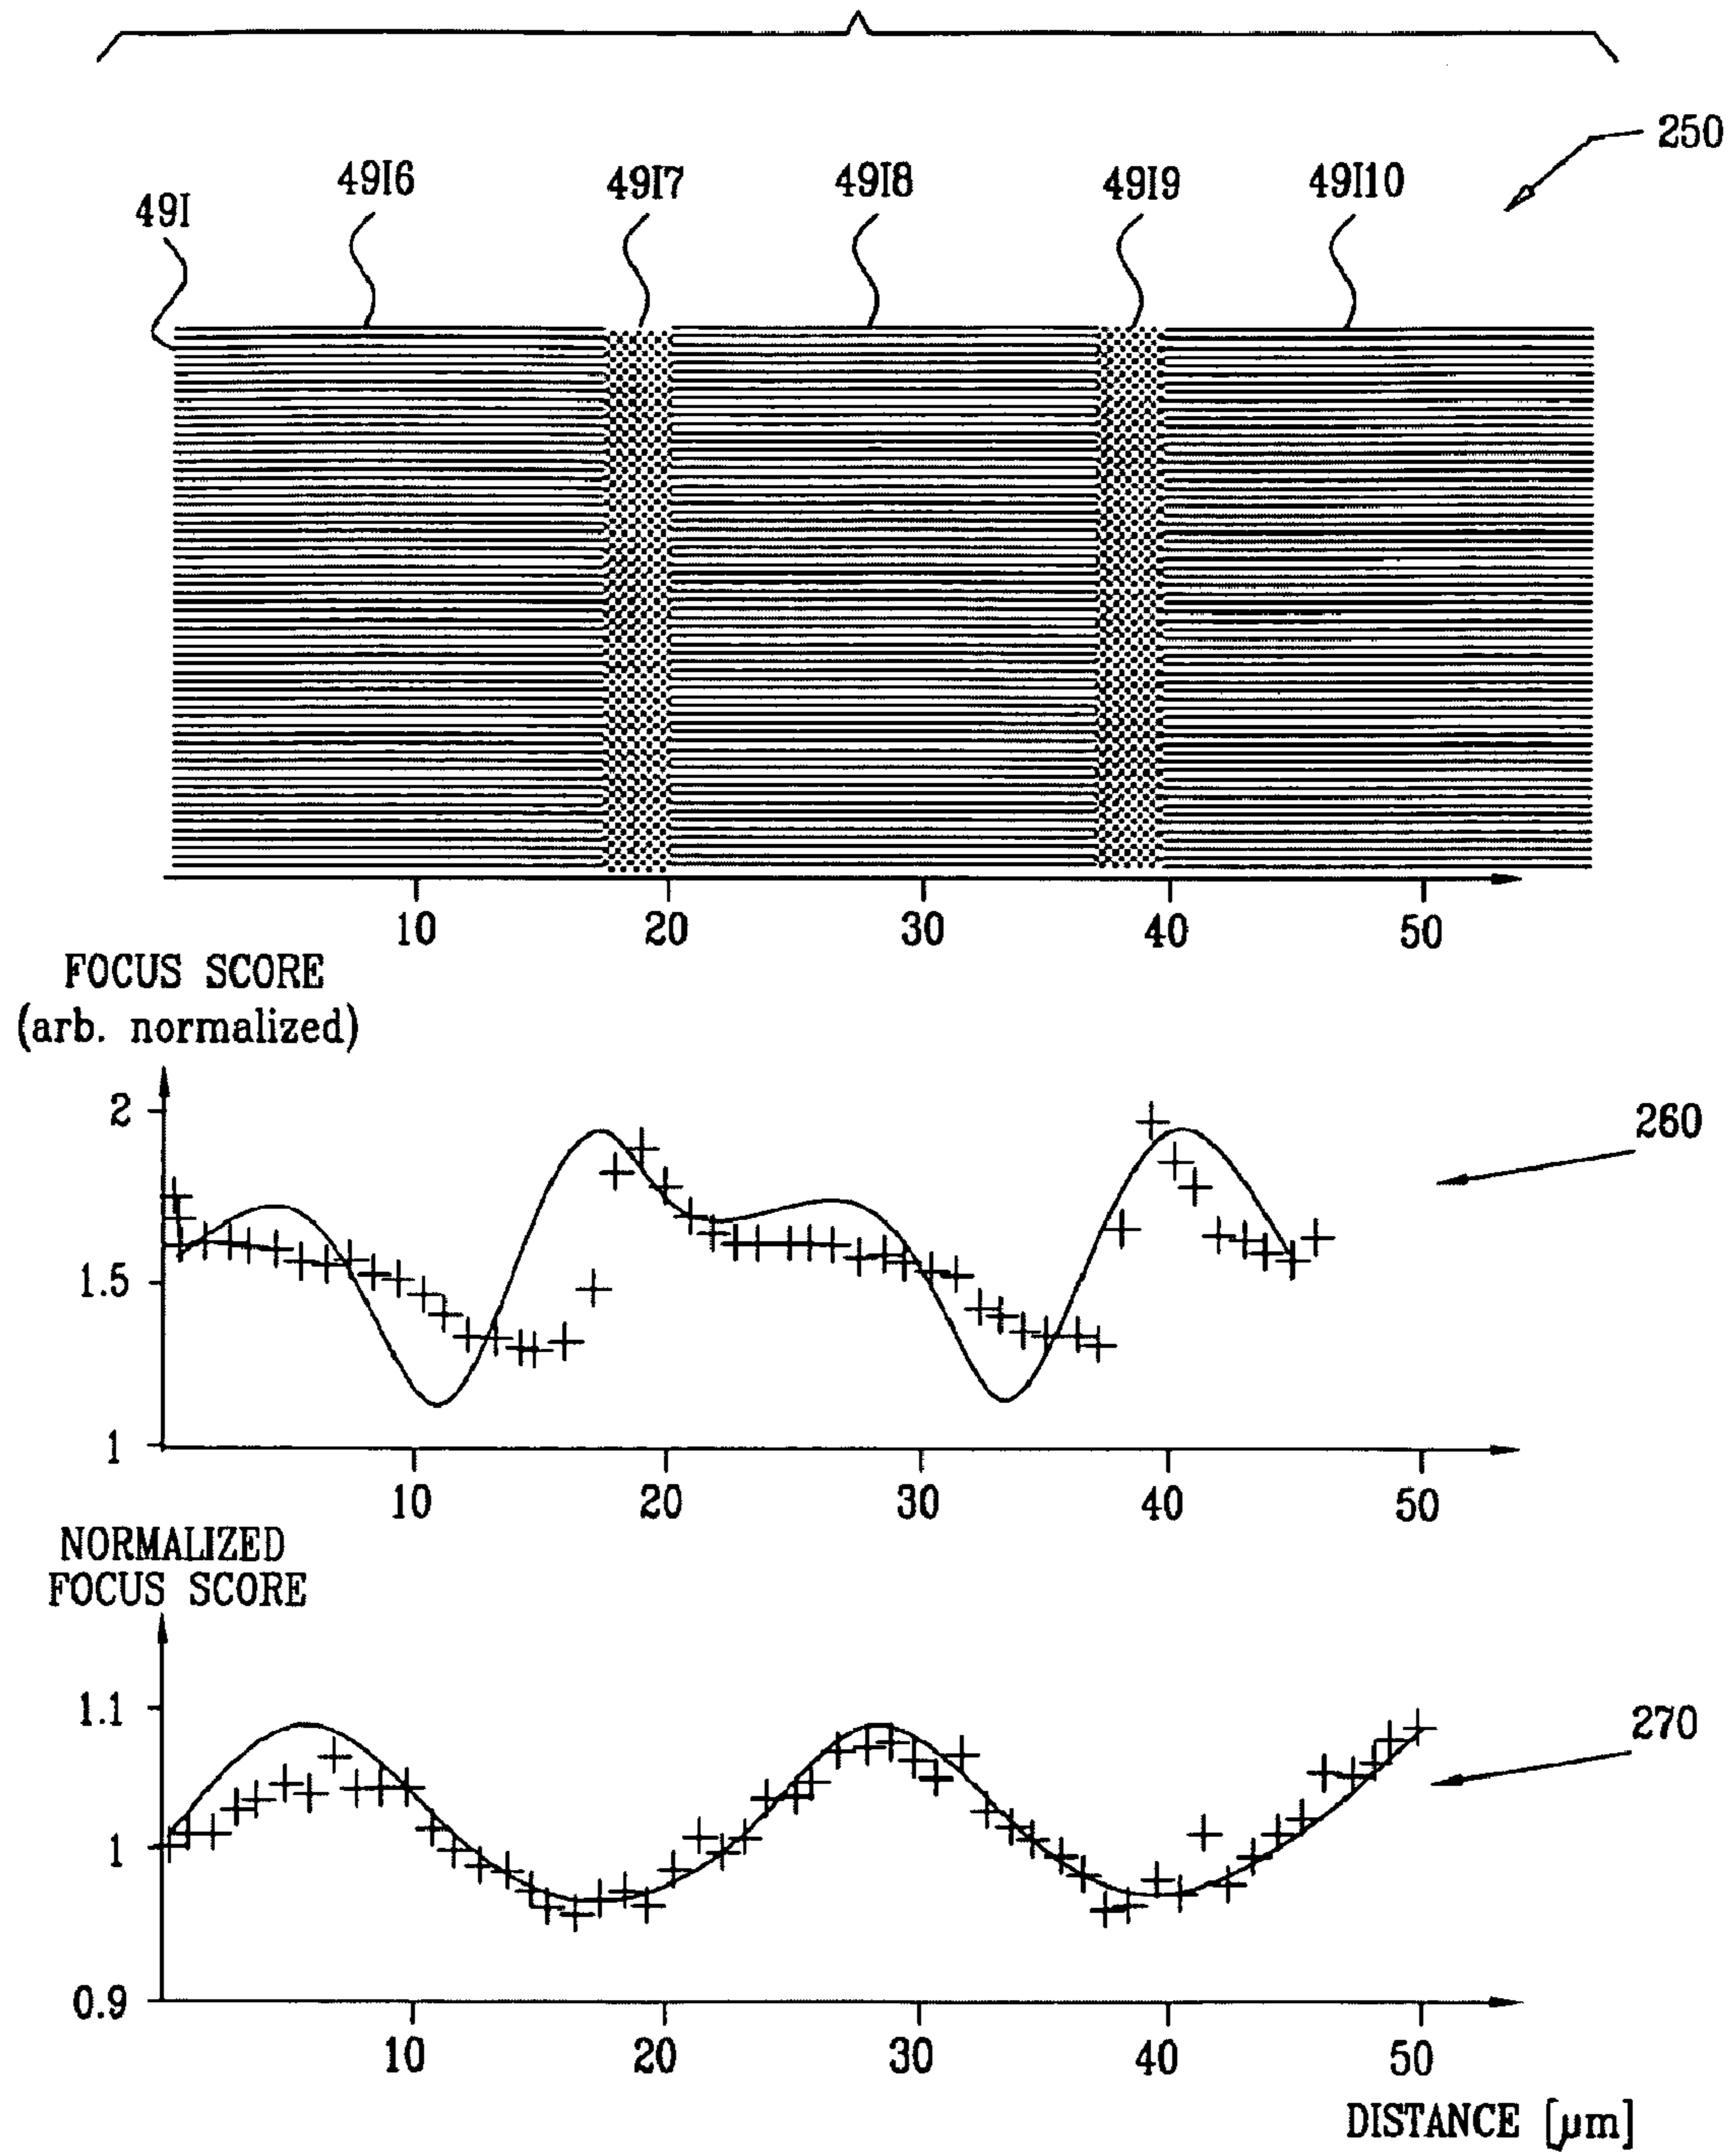 250
49I
49I6
49I7
49I8
49I9
49I10
10 20 30 40 50
FOCUS SCORE
(arb. normalized)
2
1.5
1
260
10 20 30 40 50
NORMALIZED
FOCUS SCORE
1.1
1
0.9
270
10 20 30 40 50
DISTANCE [μm]